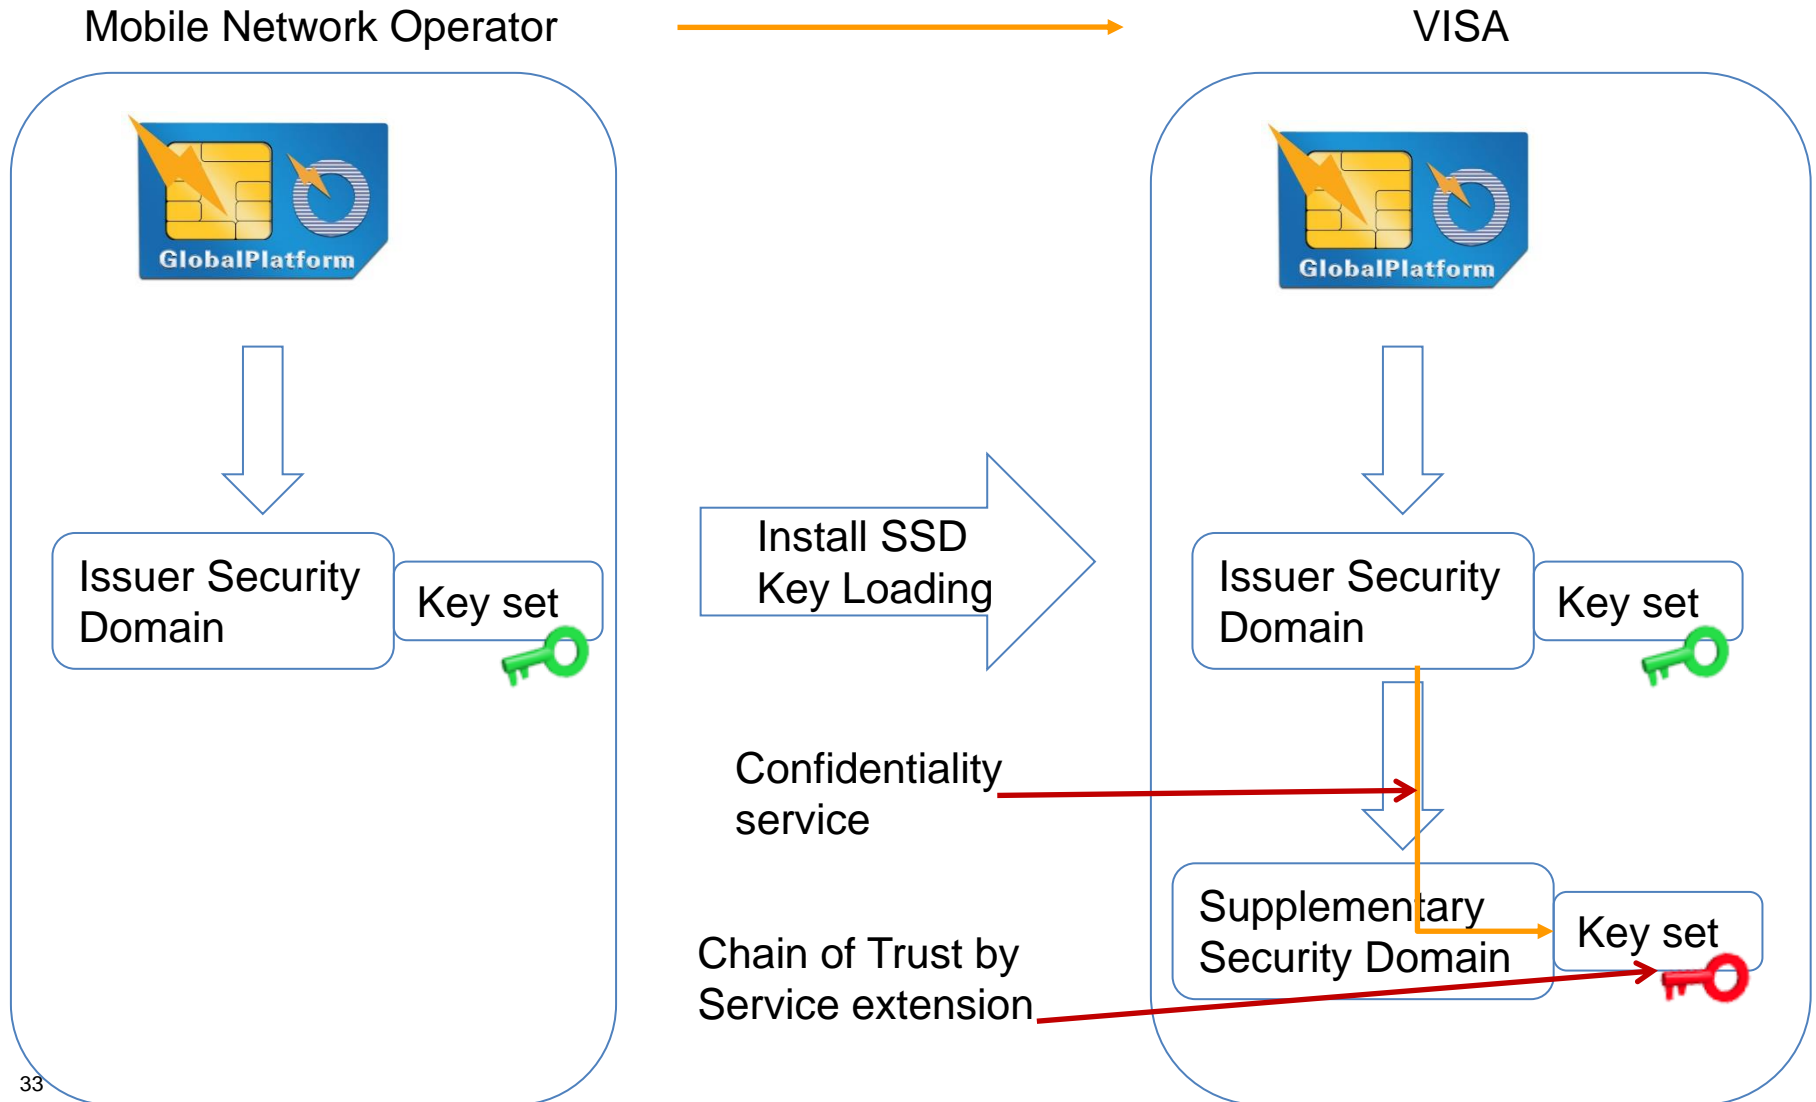 Mobile Network Operator
VISA
GlobalPlatform
GlobalPlatform
Issuer Security
Domain
Key set
Install SSD
Key Loading
Issuer Security
Domain
Key set
Confidentiality
service
Supplementary
Security Domain
Key set
Chain of Trust by
Service extension
33